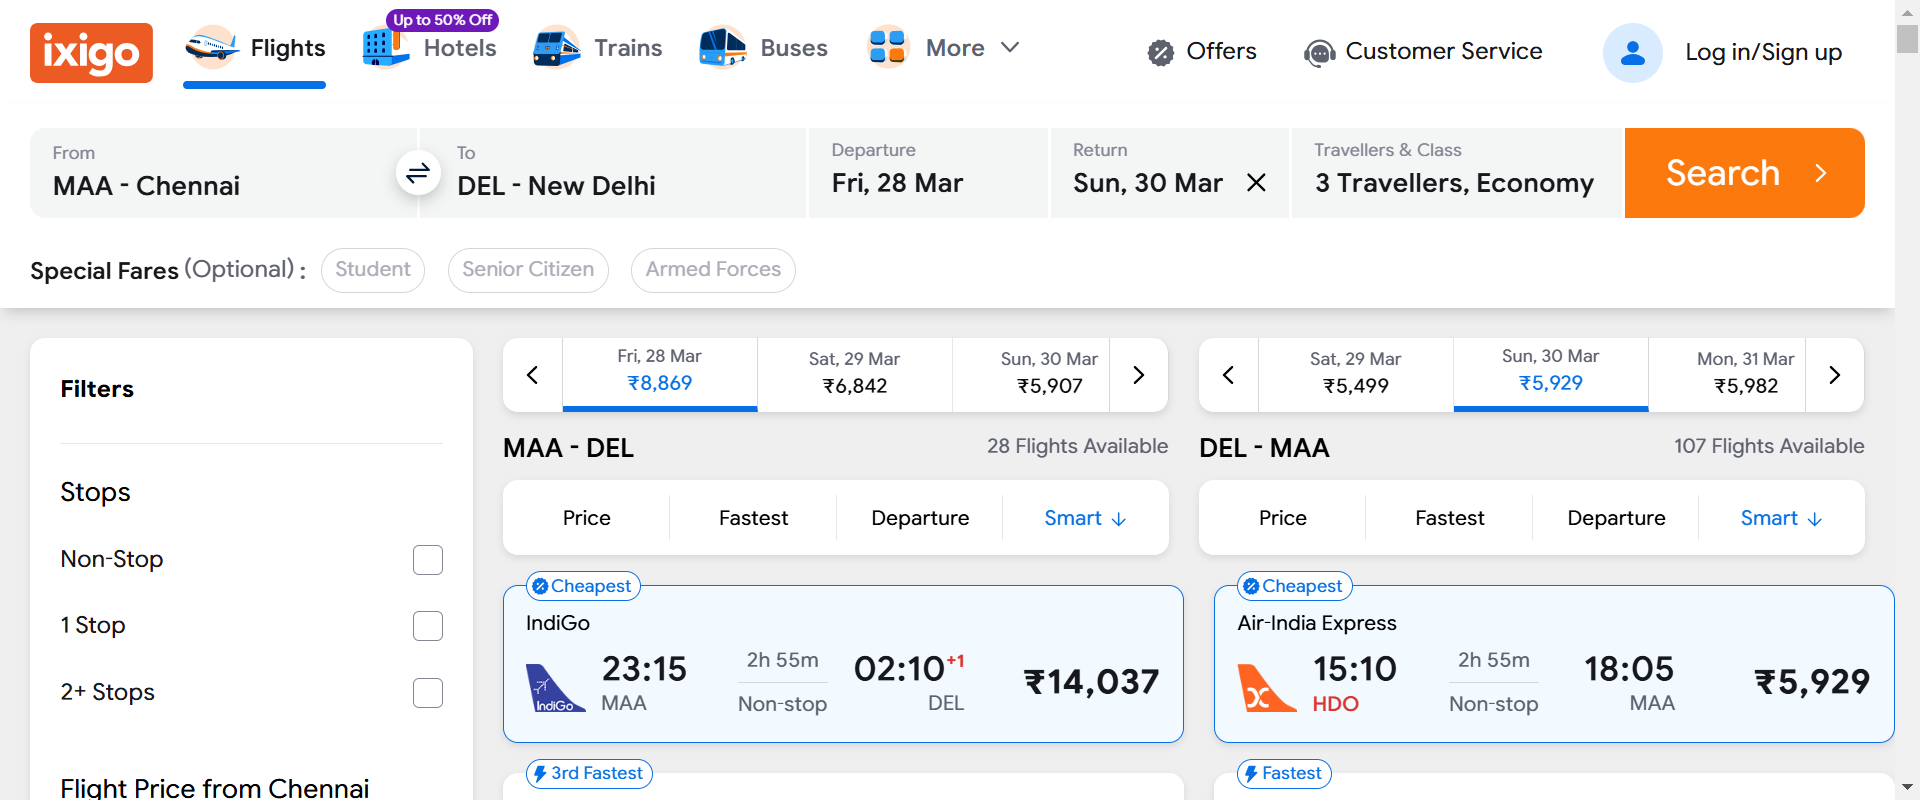 ixigo
Flights
Up to 50% Off
Hotels
Trains
Buses
More
Offers
Customer Service
Log in/Sign up
From
MAA - Chennai
To
DEL - New Delhi
Departure
Fri, 28 Mar
Return
Sun, 30 Mar
Travellers & Class
3 Travellers, Economy
Search
Special Fares (Optional) :
Student
Senior Citizen
Armed Forces
Filters
Stops
Non-Stop
1 Stop
2+ Stops
Flight Price from Chennai
Fri, 28 Mar
₹8,869
Sat, 29 Mar
₹6,842
Sun, 30 Mar
₹5,907
MAA - DEL
28 Flights Available
Price
Fastest
Departure
Smart
Cheapest
IndiGo
IndiGo
23:15
MAA
2h 55m
Non-stop
02:10+1
DEL
₹14,037
3rd Fastest
Sat, 29 Mar
₹5,499
Sun, 30 Mar
₹5,929
Mon, 31 Mar
₹5,982
DEL - MAA
107 Flights Available
Price
Fastest
Departure
Smart
Cheapest
Air-India Express
15:10
HDO
2h 55m
Non-stop
18:05
MAA
₹5,929
Fastest